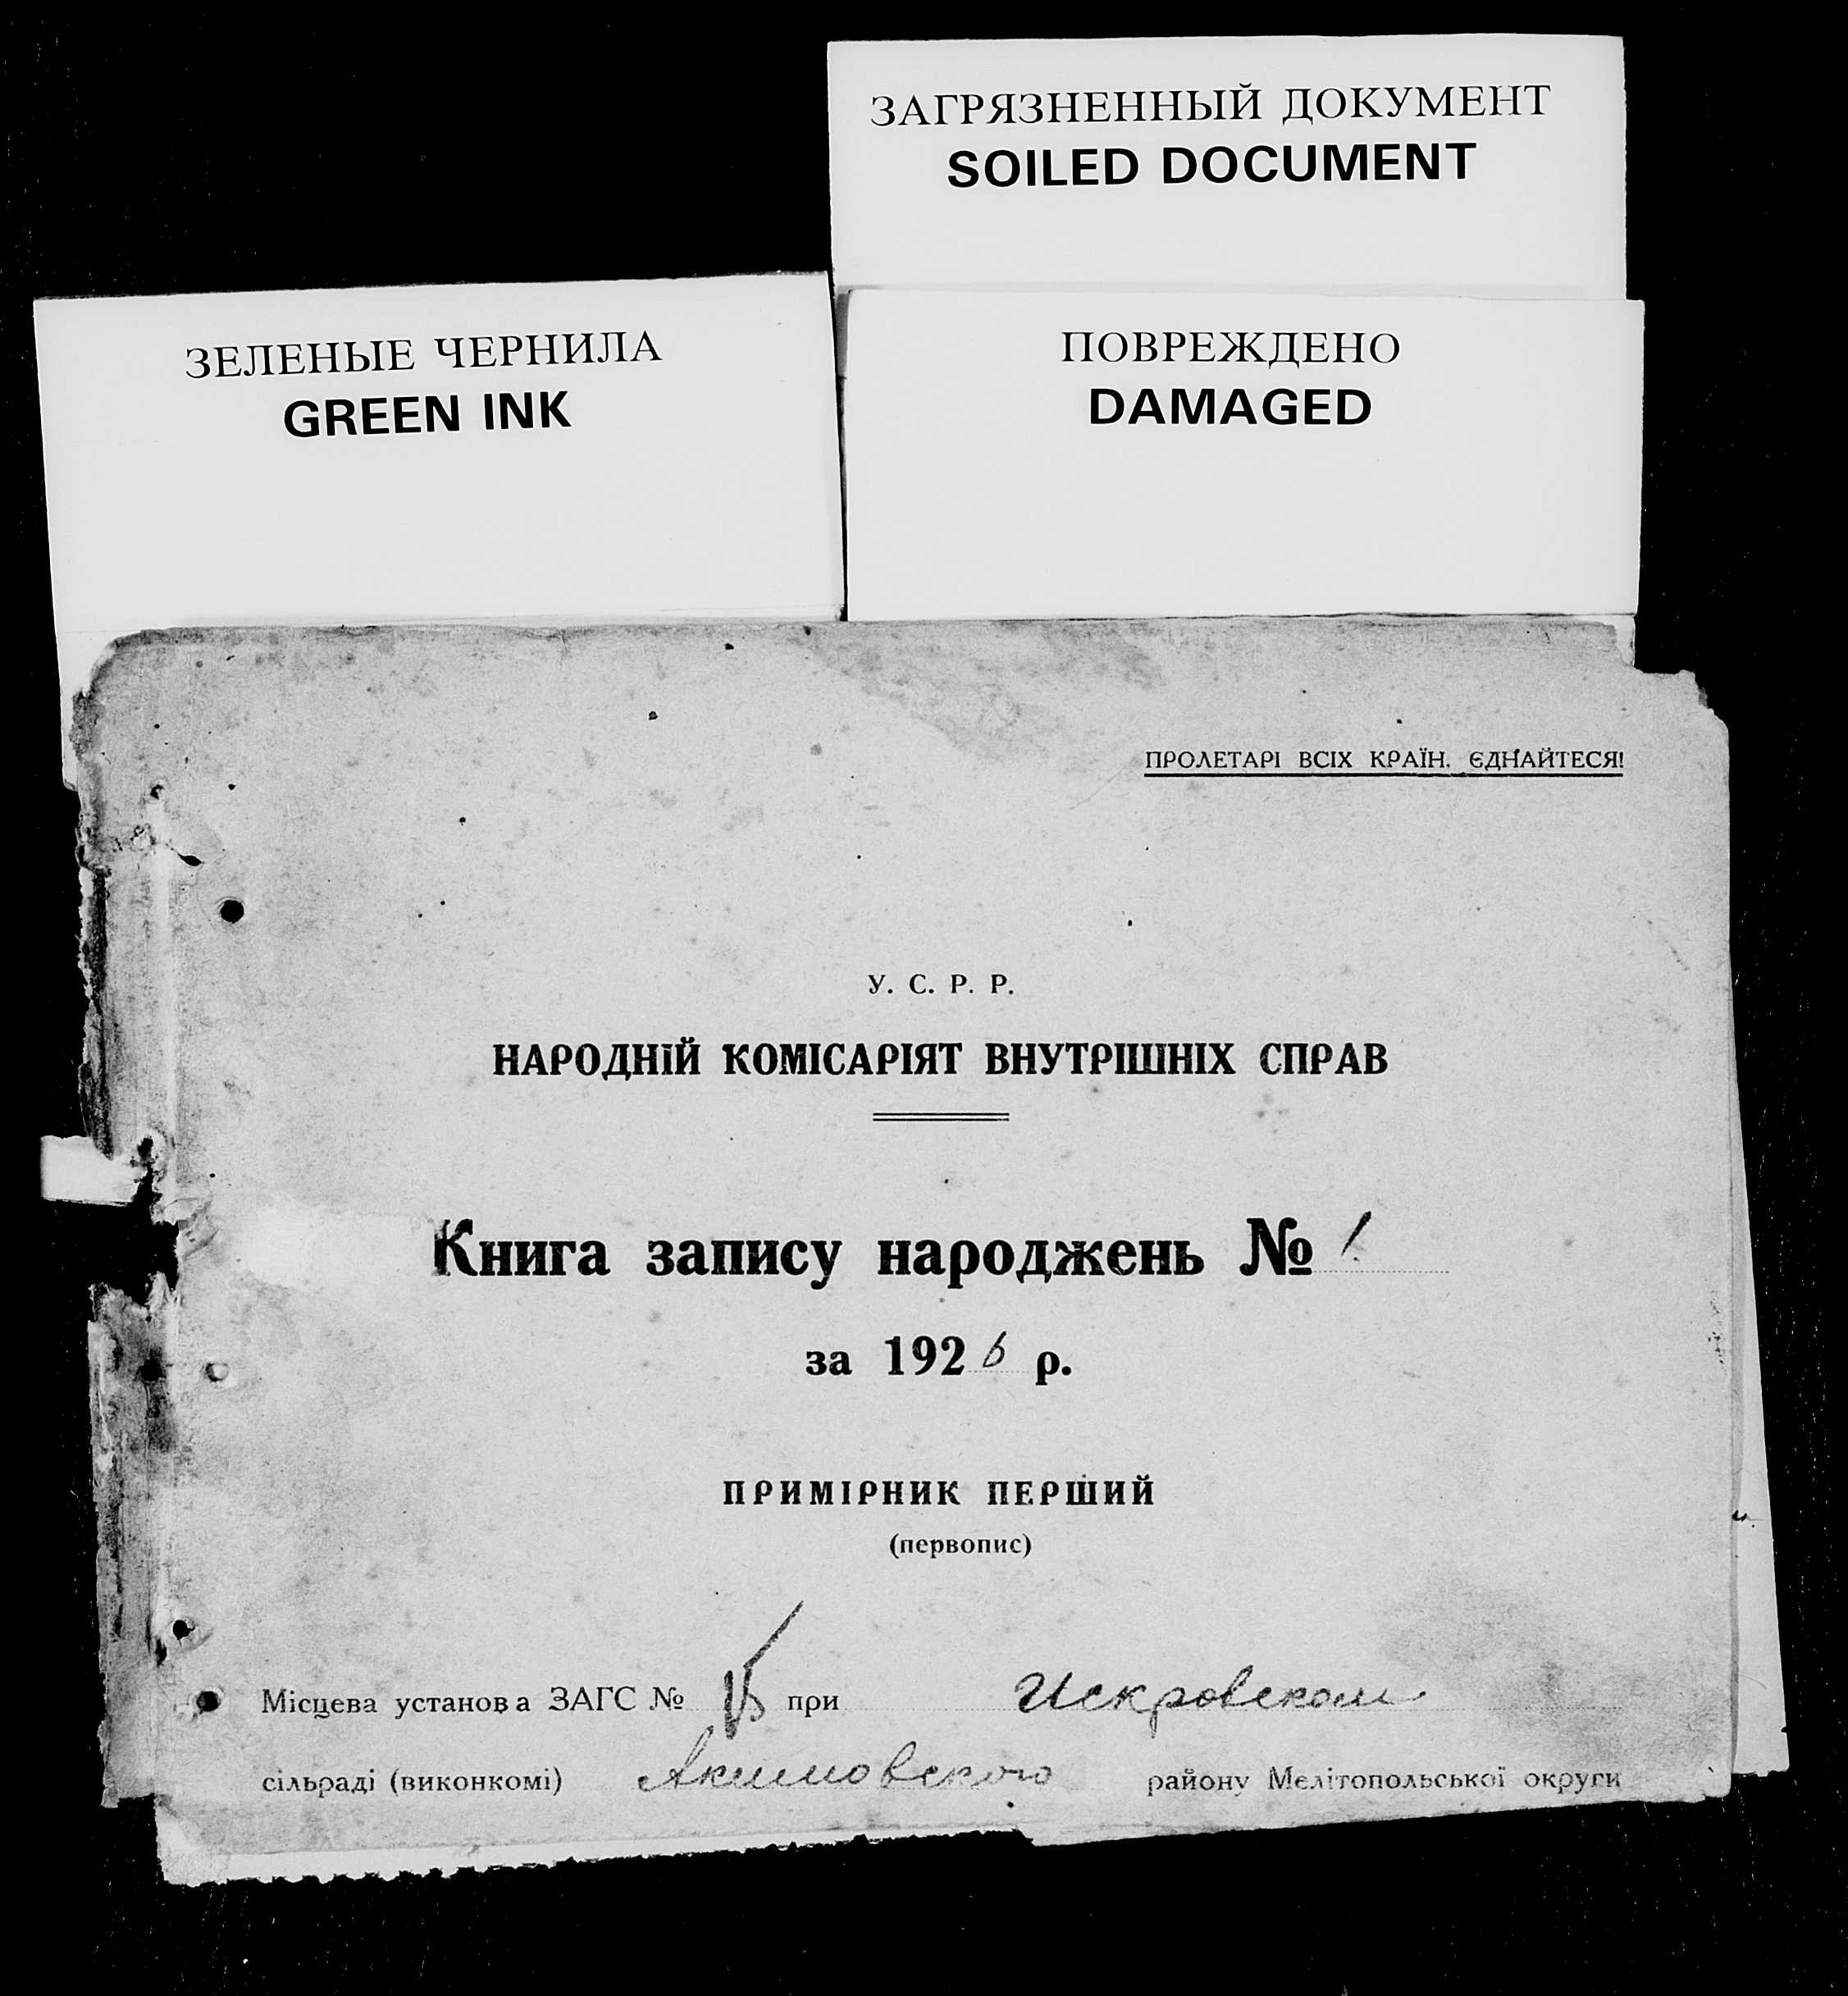 ЗАГРЯЗНЕННЫЙ ДОКУМЕНТ
SOILED DOCUMENT
ЗЕЛЕНЫЕ ЧЕРНИЛА
GREEN INK
ПОВРЕЖДЕНО
DAMAGED
ПРОЛЕТАРІ ВСІХ КРАЇН, ЄДНАЙТЕСЯ!
У. С. Р. Р.
НАРОДНІЙ КОМІСАРІЯТ ВНУТРІШНІХ СПРАВ
Книга запису народжень № 1
за 1926 р.
ПРИМІРНИК ПЕРШИЙ
(первопис)
Місцева установа ЗАГС № при Искровском
сільраді (виконкомі) Акимовского району Мелітопольської округи